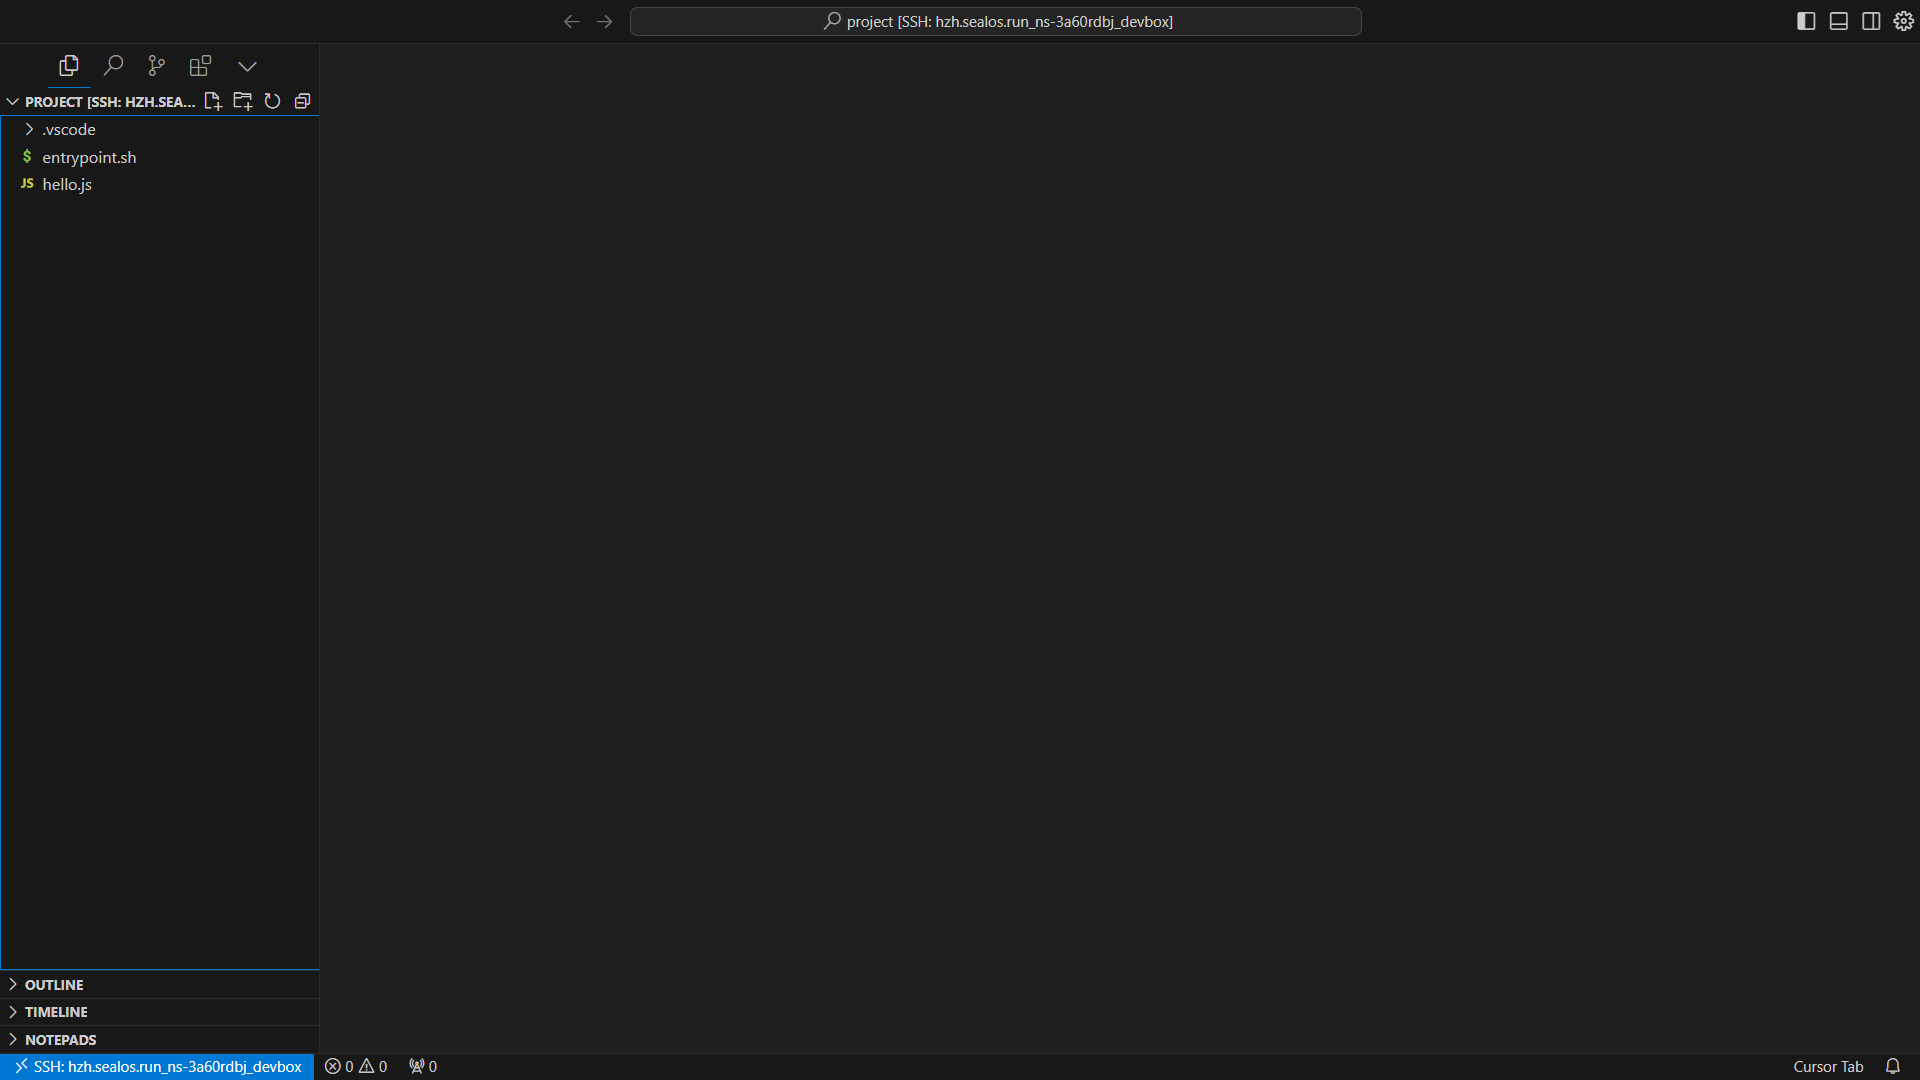 project [SSH: hzh.sealos.run_ns-3a60rdbj_devbox]
PROJECT [SSH: HZH.SEA...
.vscode
$ entrypoint.sh
JS hello.js
OUTLINE
TIMELINE
NOTEPADS
SSH: hzh.sealos.run_ns-3a60rdbj_devbox 0 0 0 Cursor Tab